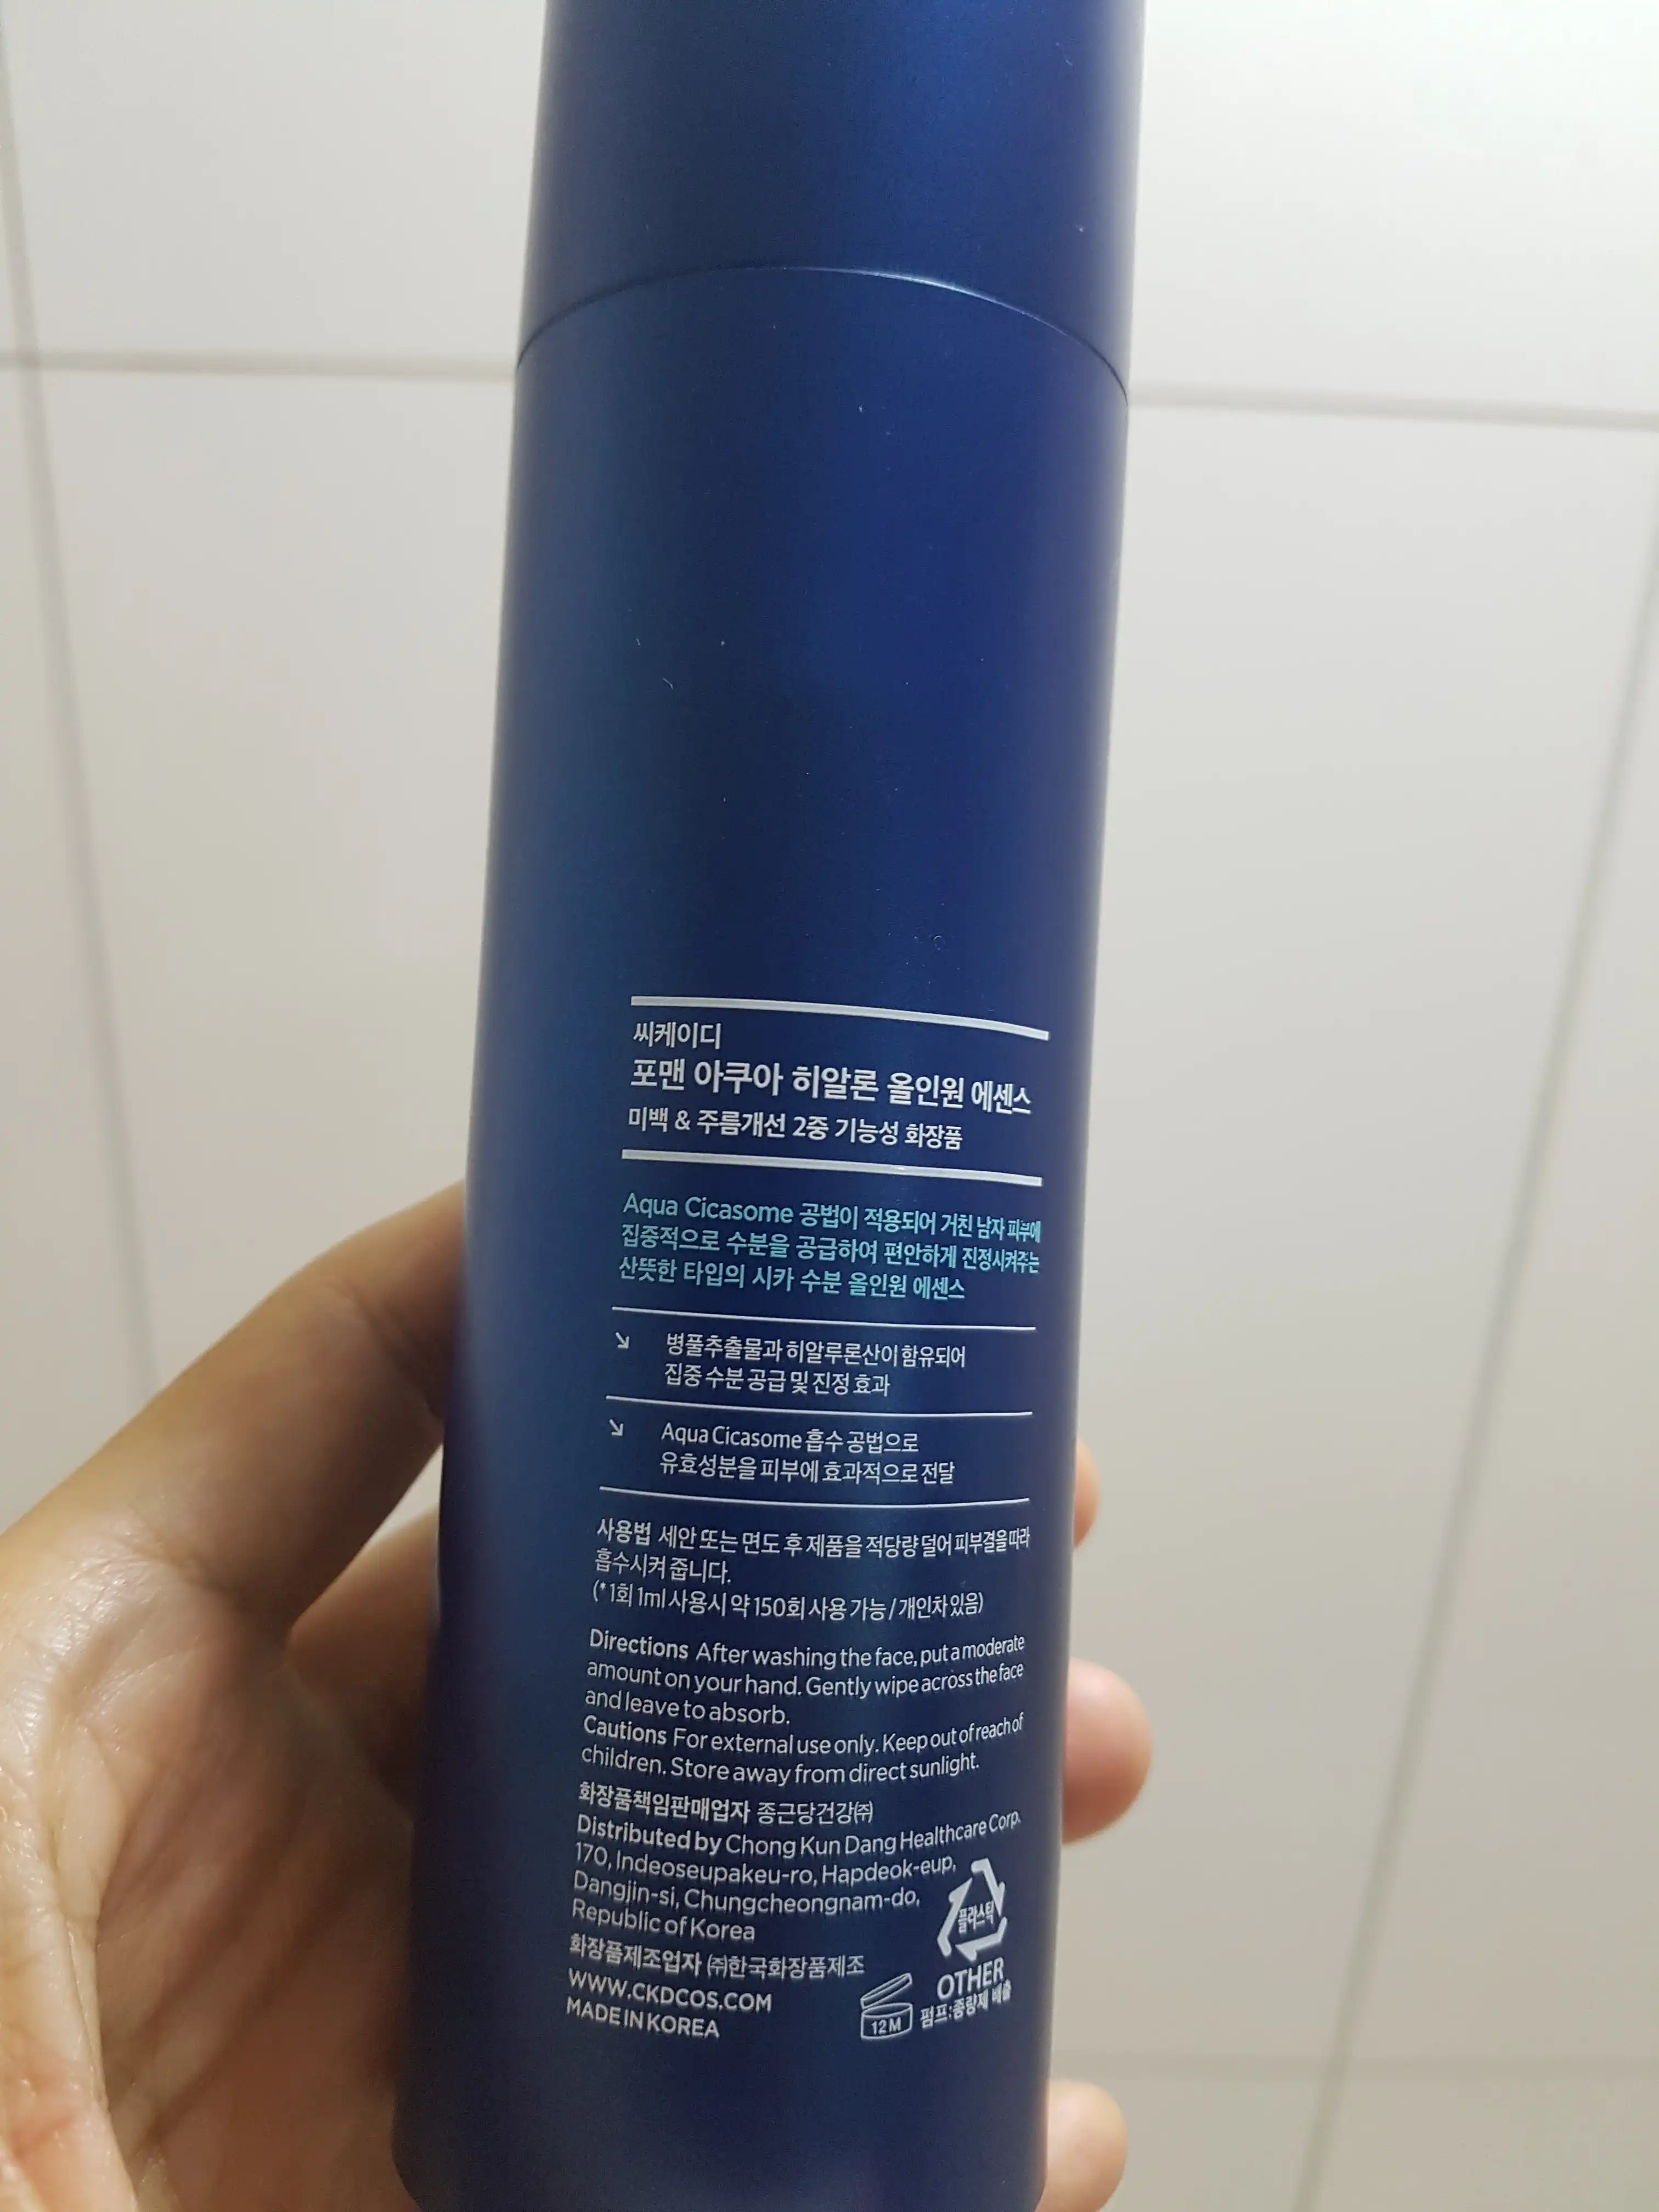 씨케이디
포맨 아쿠아 히알론 올인원 에센스
미백 & 주름개선 2중 기능성 화장품
Aqua Cicasome 공법이 적용되어 거친 남자 피부에
집중적으로 수분을 공급하여 편안하게 진정시켜주는
산뜻한 타입의 시카 수분 올인원 에센스
병풀추출물과 히알루론산이 함유되어
집중 수분 공급 및 진정 효과
Aqua Cicasome 흡수 공법으로
유효성분을 피부에 효과적으로 전달
사용법 세안 또는 면도 후 제품을 적당량 덜어 피부결을 따라
흡수시켜 줍니다.
(*1회 1ml 사용 시 약 150회 사용 가능 / 개인차 있음)
Directions After washing the face, put a moderate
amount on your hand. Gently wipe across the face
and leave to absorb.
Cautions For external use only. Keep out of reach of
children. Store away from direct sunlight.
화장품책임판매업자 종근당건강㈜
Distributed by Chong Kun Dang Healthcare Corp.
170, Indeoseupakeu-ro, Hapdeok-eup,
Dangjin-si, Chungcheongnam-do,
Republic of Korea
화장품제조업자 ㈜한국화장품제조
WWW.CKDCOS.COM
MADE IN KOREA
12M
플라스틱
OTHER
펌프:종량제 배출